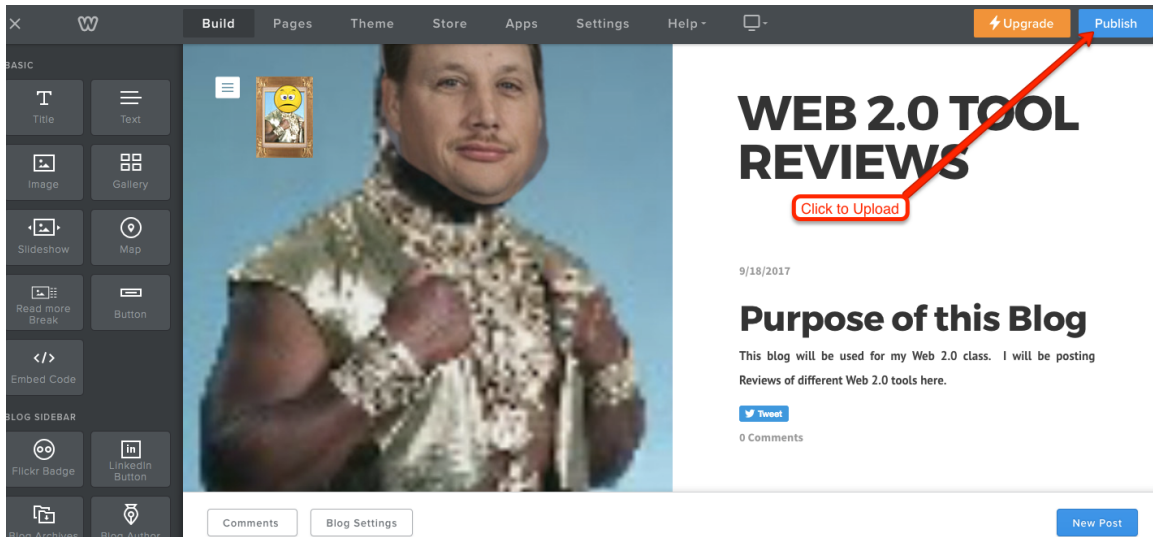 Build Pages Theme Store Apps Settings Help Upgrade Publish
BASIC
Title Text
Image Gallery
Slideshow Map
Read more Break Button
</>
Embed Code
BLOG SIDEBAR
Flickr Badge
in
LinkedIn Button
Blog Archives Blog Author
WEB 2.0 TOOL
REVIEWS
Click to Upload
9/18/2017
Purpose of this Blog
This blog will be used for my Web 2.0 class. I will be posting
Reviews of different Web 2.0 tools here.
Tweet
0 Comments
Comments Blog Settings New Post